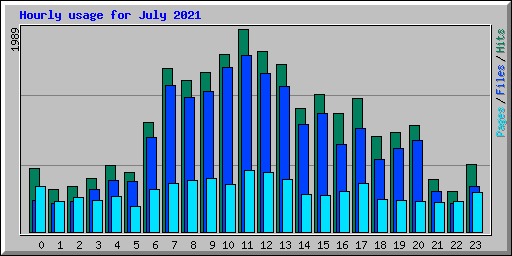 Hourly usage for July 2021
1989
Pages/Files/Hits
0 1 2 3 4 5 6 7 8 9 10 11 12 13 14 15 16 17 18 19 20 21 22 23